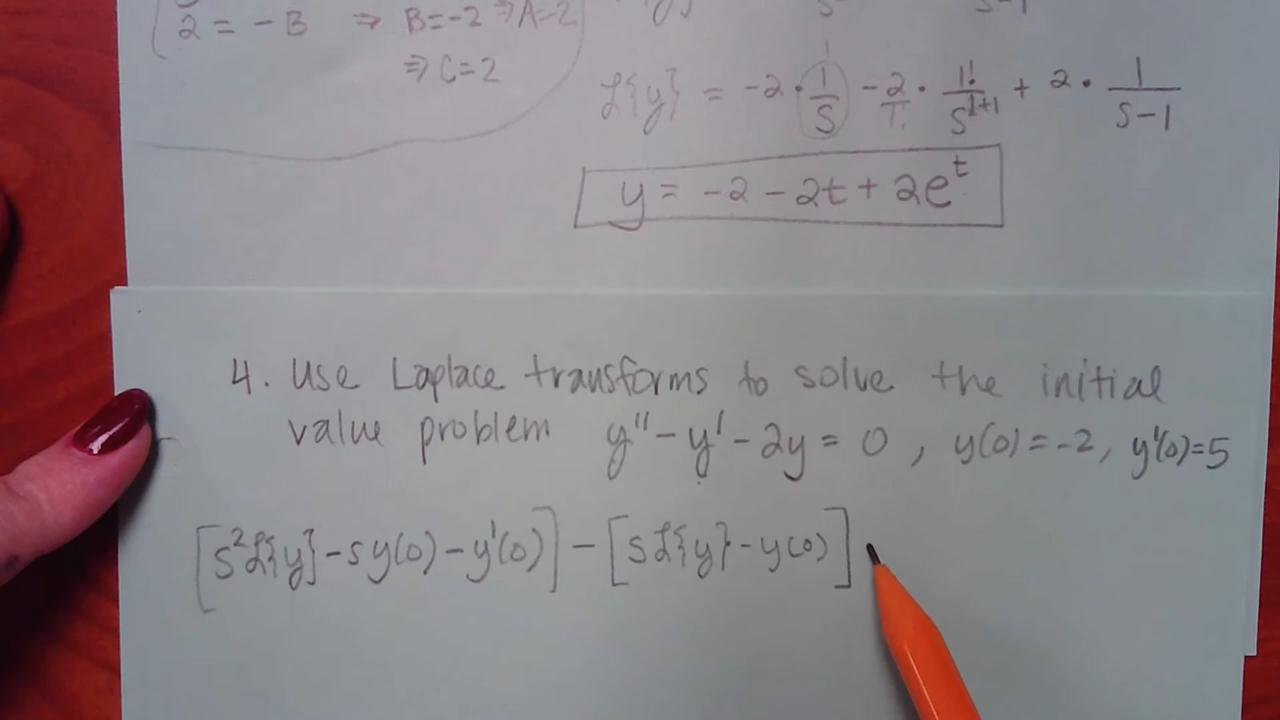 2 = -B ⇒ B=-2 ⇒ A=-2
⇒ C=2
ℒ{y} = -2 · 1/s - 2/1! · 1!/s^(1+1) + 2 · 1/(s-1)
y = -2 - 2t + 2e^t
4. Use Laplace transforms to solve the initial
value problem y'' - y' - 2y = 0, y(0) = -2, y'(0)=5
[s²ℒ{y} - sy(0) - y'(0)] - [sℒ{y} - y(0)]